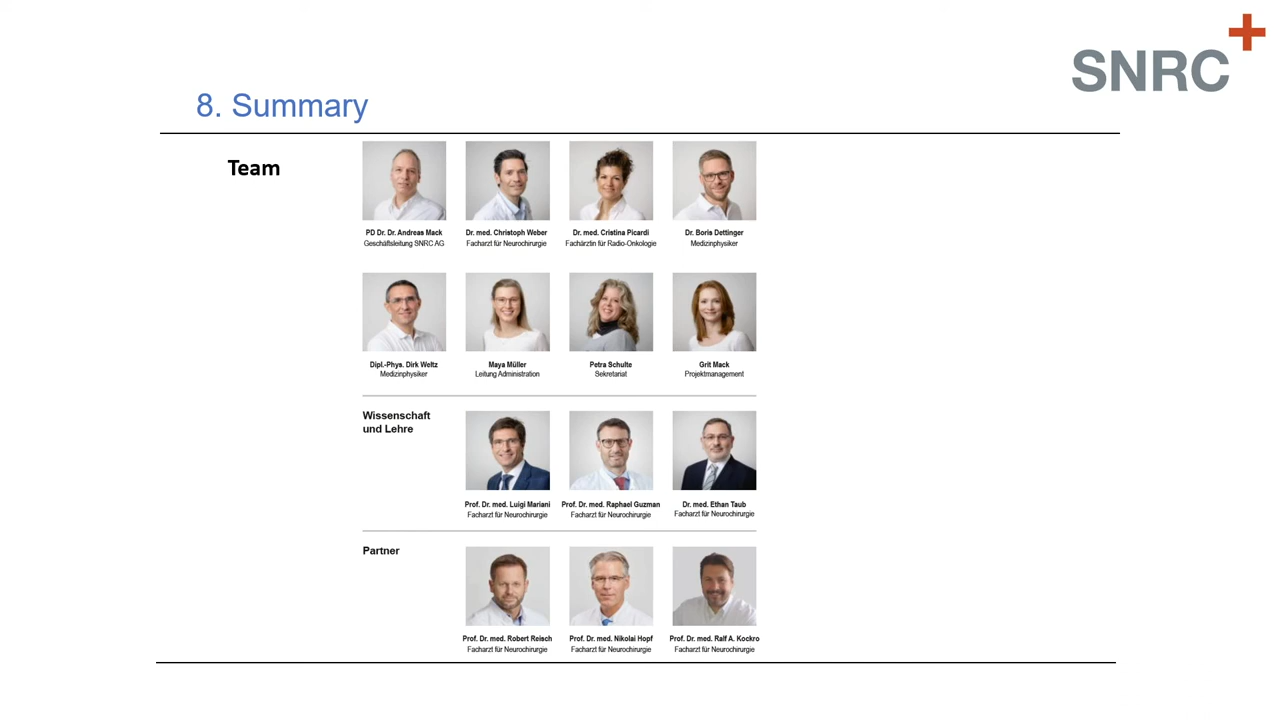 SNRC
8. Summary
Team
PD Dr. Dr. Andreas Mack
Geschäftsleitung SNRC AG
Dr. med. Christoph Weber
Facharzt für Neurochirurgie
Dr. med. Cristina Picardi
Fachärztin für Radio-Onkologie
Dr. Boris Dettinger
Medizinphysiker
Dipl.-Phys. Dirk Weltz
Medizinphysiker
Maya Müller
Leitung Administration
Petra Schulte
Sekretariat
Grit Mack
Projektmanagement
Wissenschaft
und Lehre
Prof. Dr. med. Luigi Mariani
Facharzt für Neurochirurgie
Prof. Dr. med. Raphael Guzman
Facharzt für Neurochirurgie
Dr. med. Ethan Taub
Facharzt für Neurochirurgie
Partner
Prof. Dr. med. Robert Reisch
Facharzt für Neurochirurgie
Prof. Dr. med. Nikolai Hopf
Facharzt für Neurochirurgie
Prof. Dr. med. Ralf A. Kockro
Facharzt für Neurochirurgie